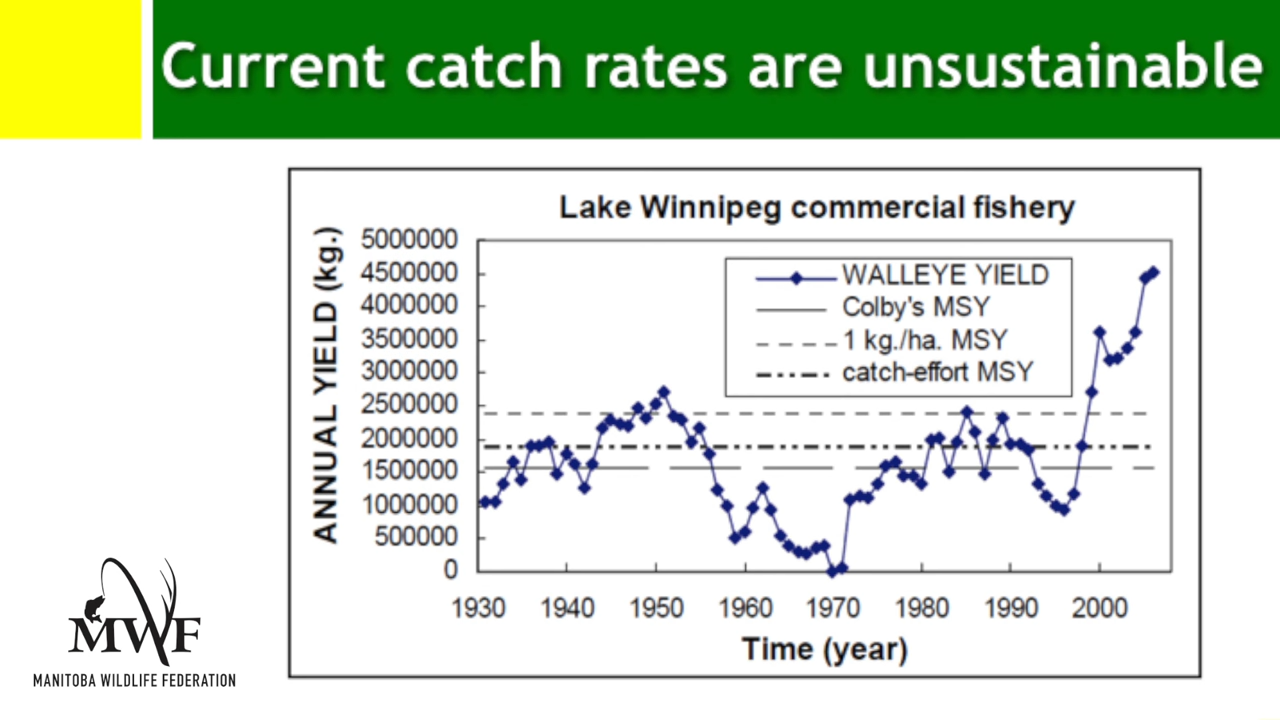 Current catch rates are unsustainable
Lake Winnipeg commercial fishery
ANNUAL YIELD (kg.)
5000000
4500000
4000000
3500000
3000000
2500000
2000000
1500000
1000000
500000
0
WALLEYE YIELD
Colby's MSY
1 kg./ha. MSY
catch-effort MSY
1930 1940 1950 1960 1970 1980 1990 2000
Time (year)
MWF
MANITOBA WILDLIFE FEDERATION